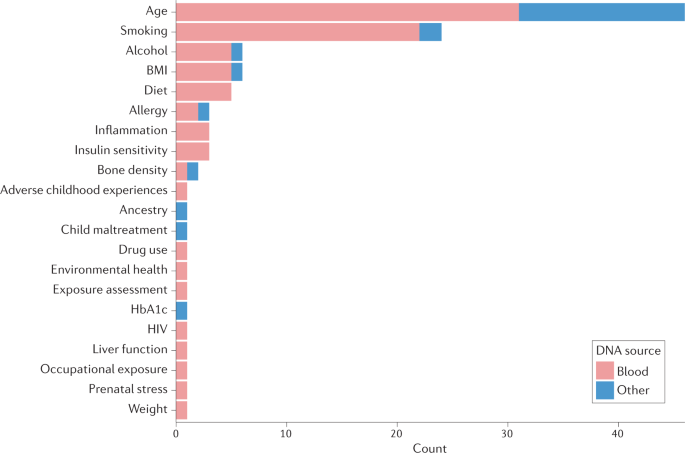 Age
Smoking
Alcohol
BMI
Diet
Allergy
Inflammation
Insulin sensitivity
Bone density
Adverse childhood experiences
Ancestry
Child maltreatment
Drug use
Environmental health
Exposure assessment
HbA1c
HIV
Liver function
Occupational exposure
Prenatal stress
Weight
DNA source
Blood
Other
0 10 20 30 40
Count